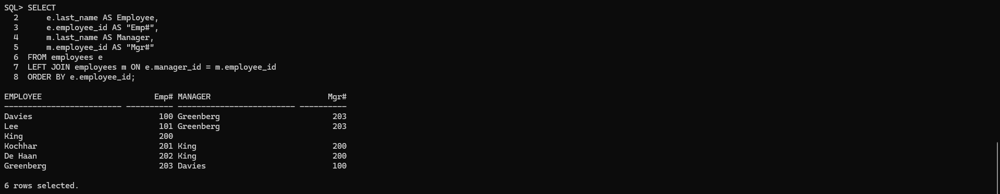 SQL> SELECT
  2      e.last_name AS Employee,
  3      e.employee_id AS "Emp#",
  4      m.last_name AS Manager,
  5      m.employee_id AS "Mgr#"
  6  FROM employees e
  7  LEFT JOIN employees m ON e.manager_id = m.employee_id
  8  ORDER BY e.employee_id;

EMPLOYEE                        Emp# MANAGER                         Mgr#
------------------------- ---------- ------------------------- ----------
Davies                           100 Greenberg                        203
Lee                              101 Greenberg                        203
King                             200
Kochhar                          201 King                             200
De Haan                          202 King                             200
Greenberg                        203 Davies                           100

6 rows selected.